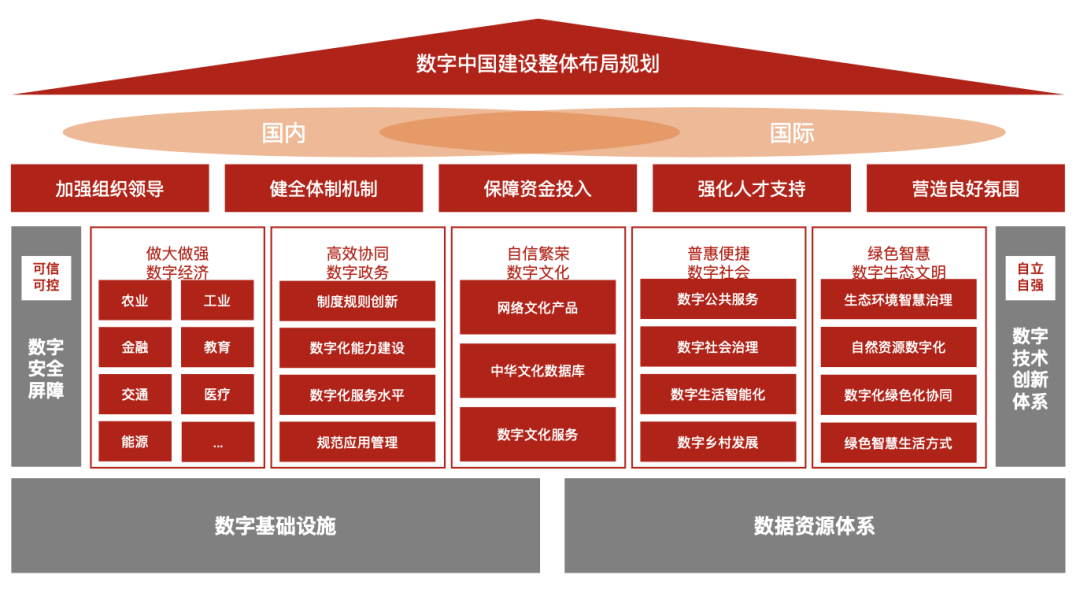 数字中国建设整体布局规划
国内
国际
加强组织领导
健全体制机制
保障资金投入
强化人才支持
营造良好氛围
可信
可控
数字
安全
屏障
做大做强
数字经济
农业
工业
金融
教育
交通
医疗
能源
...
高效协同
数字政务
制度规则创新
数字化能力建设
数字化服务水平
规范应用管理
自信繁荣
数字文化
网络文化产品
中华文化数据库
数字文化服务
普惠便捷
数字社会
数字公共服务
数字社会治理
数字生活智能化
数字乡村发展
绿色智慧
数字生态文明
生态环境智慧治理
自然资源数字化
数字化绿色化协同
绿色智慧生活方式
自立
自强
数字
技术
创新
体系
数字基础设施
数据资源体系